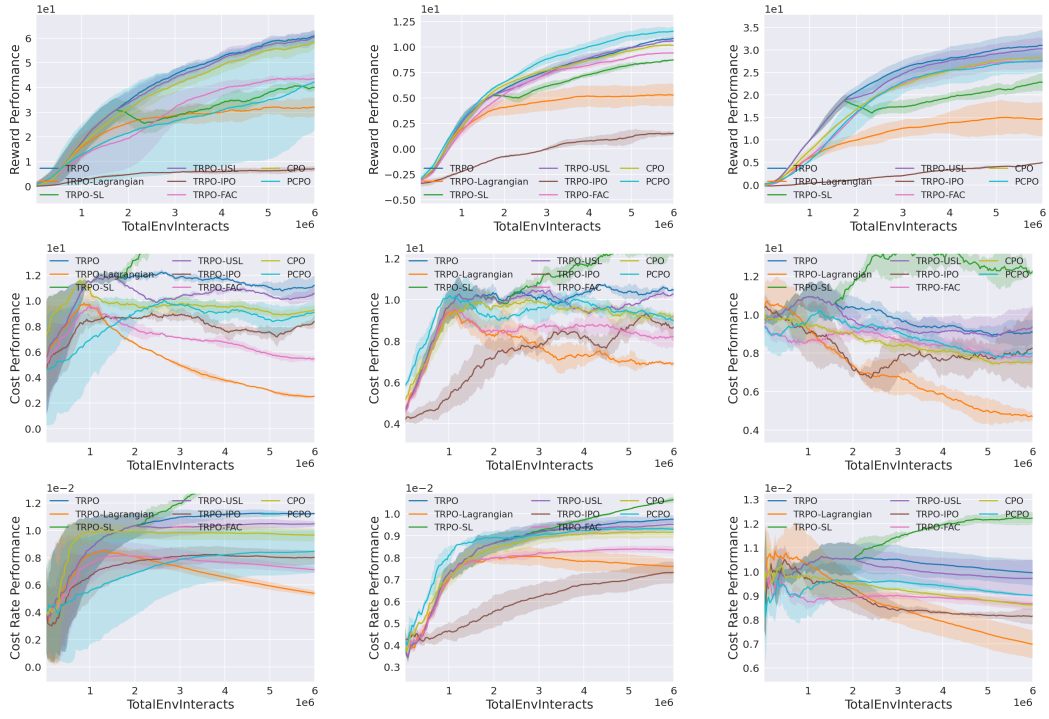 1e1
6
5
4
3
2
1
0
Reward Performance
TRPO
TRPO-Lagrangian
TRPO-SL
TRPO-USL
TRPO-IPO
TRPO-FAC
CPO
PCPO
1 2 3 4 5 6
TotalEnvInteracts
1e6
1e1
1.25
1.00
0.75
0.50
0.25
0.00
−0.25
−0.50
Reward Performance
TRPO
TRPO-Lagrangian
TRPO-SL
TRPO-USL
TRPO-IPO
TRPO-FAC
CPO
PCPO
1 2 3 4 5 6
TotalEnvInteracts
1e6
1e1
3.5
3.0
2.5
2.0
1.5
1.0
0.5
0.0
Reward Performance
TRPO
TRPO-Lagrangian
TRPO-SL
TRPO-USL
TRPO-IPO
TRPO-FAC
CPO
PCPO
1 2 3 4 5 6
TotalEnvInteracts
1e6
1e1
1.2
1.0
0.8
0.6
0.4
0.2
0.0
Cost Performance
TRPO
TRPO-Lagrangian
TRPO-SL
TRPO-USL
TRPO-IPO
TRPO-FAC
CPO
PCPO
1 2 3 4 5 6
TotalEnvInteracts
1e6
1e1
1.2
1.0
0.8
0.6
0.4
Cost Performance
TRPO
TRPO-Lagrangian
TRPO-SL
TRPO-USL
TRPO-IPO
TRPO-FAC
CPO
PCPO
1 2 3 4 5 6
TotalEnvInteracts
1e6
1e1
1.2
1.0
0.8
0.6
0.4
Cost Performance
TRPO
TRPO-Lagrangian
TRPO-SL
TRPO-USL
TRPO-IPO
TRPO-FAC
CPO
PCPO
1 2 3 4 5 6
TotalEnvInteracts
1e6
1e−2
1.2
1.0
0.8
0.6
0.4
0.2
0.0
Cost Rate Performance
TRPO
TRPO-Lagrangian
TRPO-SL
TRPO-USL
TRPO-IPO
TRPO-FAC
CPO
PCPO
1 2 3 4 5 6
TotalEnvInteracts
1e6
1e−2
1.0
0.9
0.8
0.7
0.6
0.5
0.4
0.3
Cost Rate Performance
TRPO
TRPO-Lagrangian
TRPO-SL
TRPO-USL
TRPO-IPO
TRPO-FAC
CPO
PCPO
1 2 3 4 5 6
TotalEnvInteracts
1e6
1e−2
1.3
1.2
1.1
1.0
0.9
0.8
0.7
0.6
Cost Rate Performance
TRPO
TRPO-Lagrangian
TRPO-SL
TRPO-USL
TRPO-IPO
TRPO-FAC
CPO
PCPO
1 2 3 4 5 6
TotalEnvInteracts
1e6